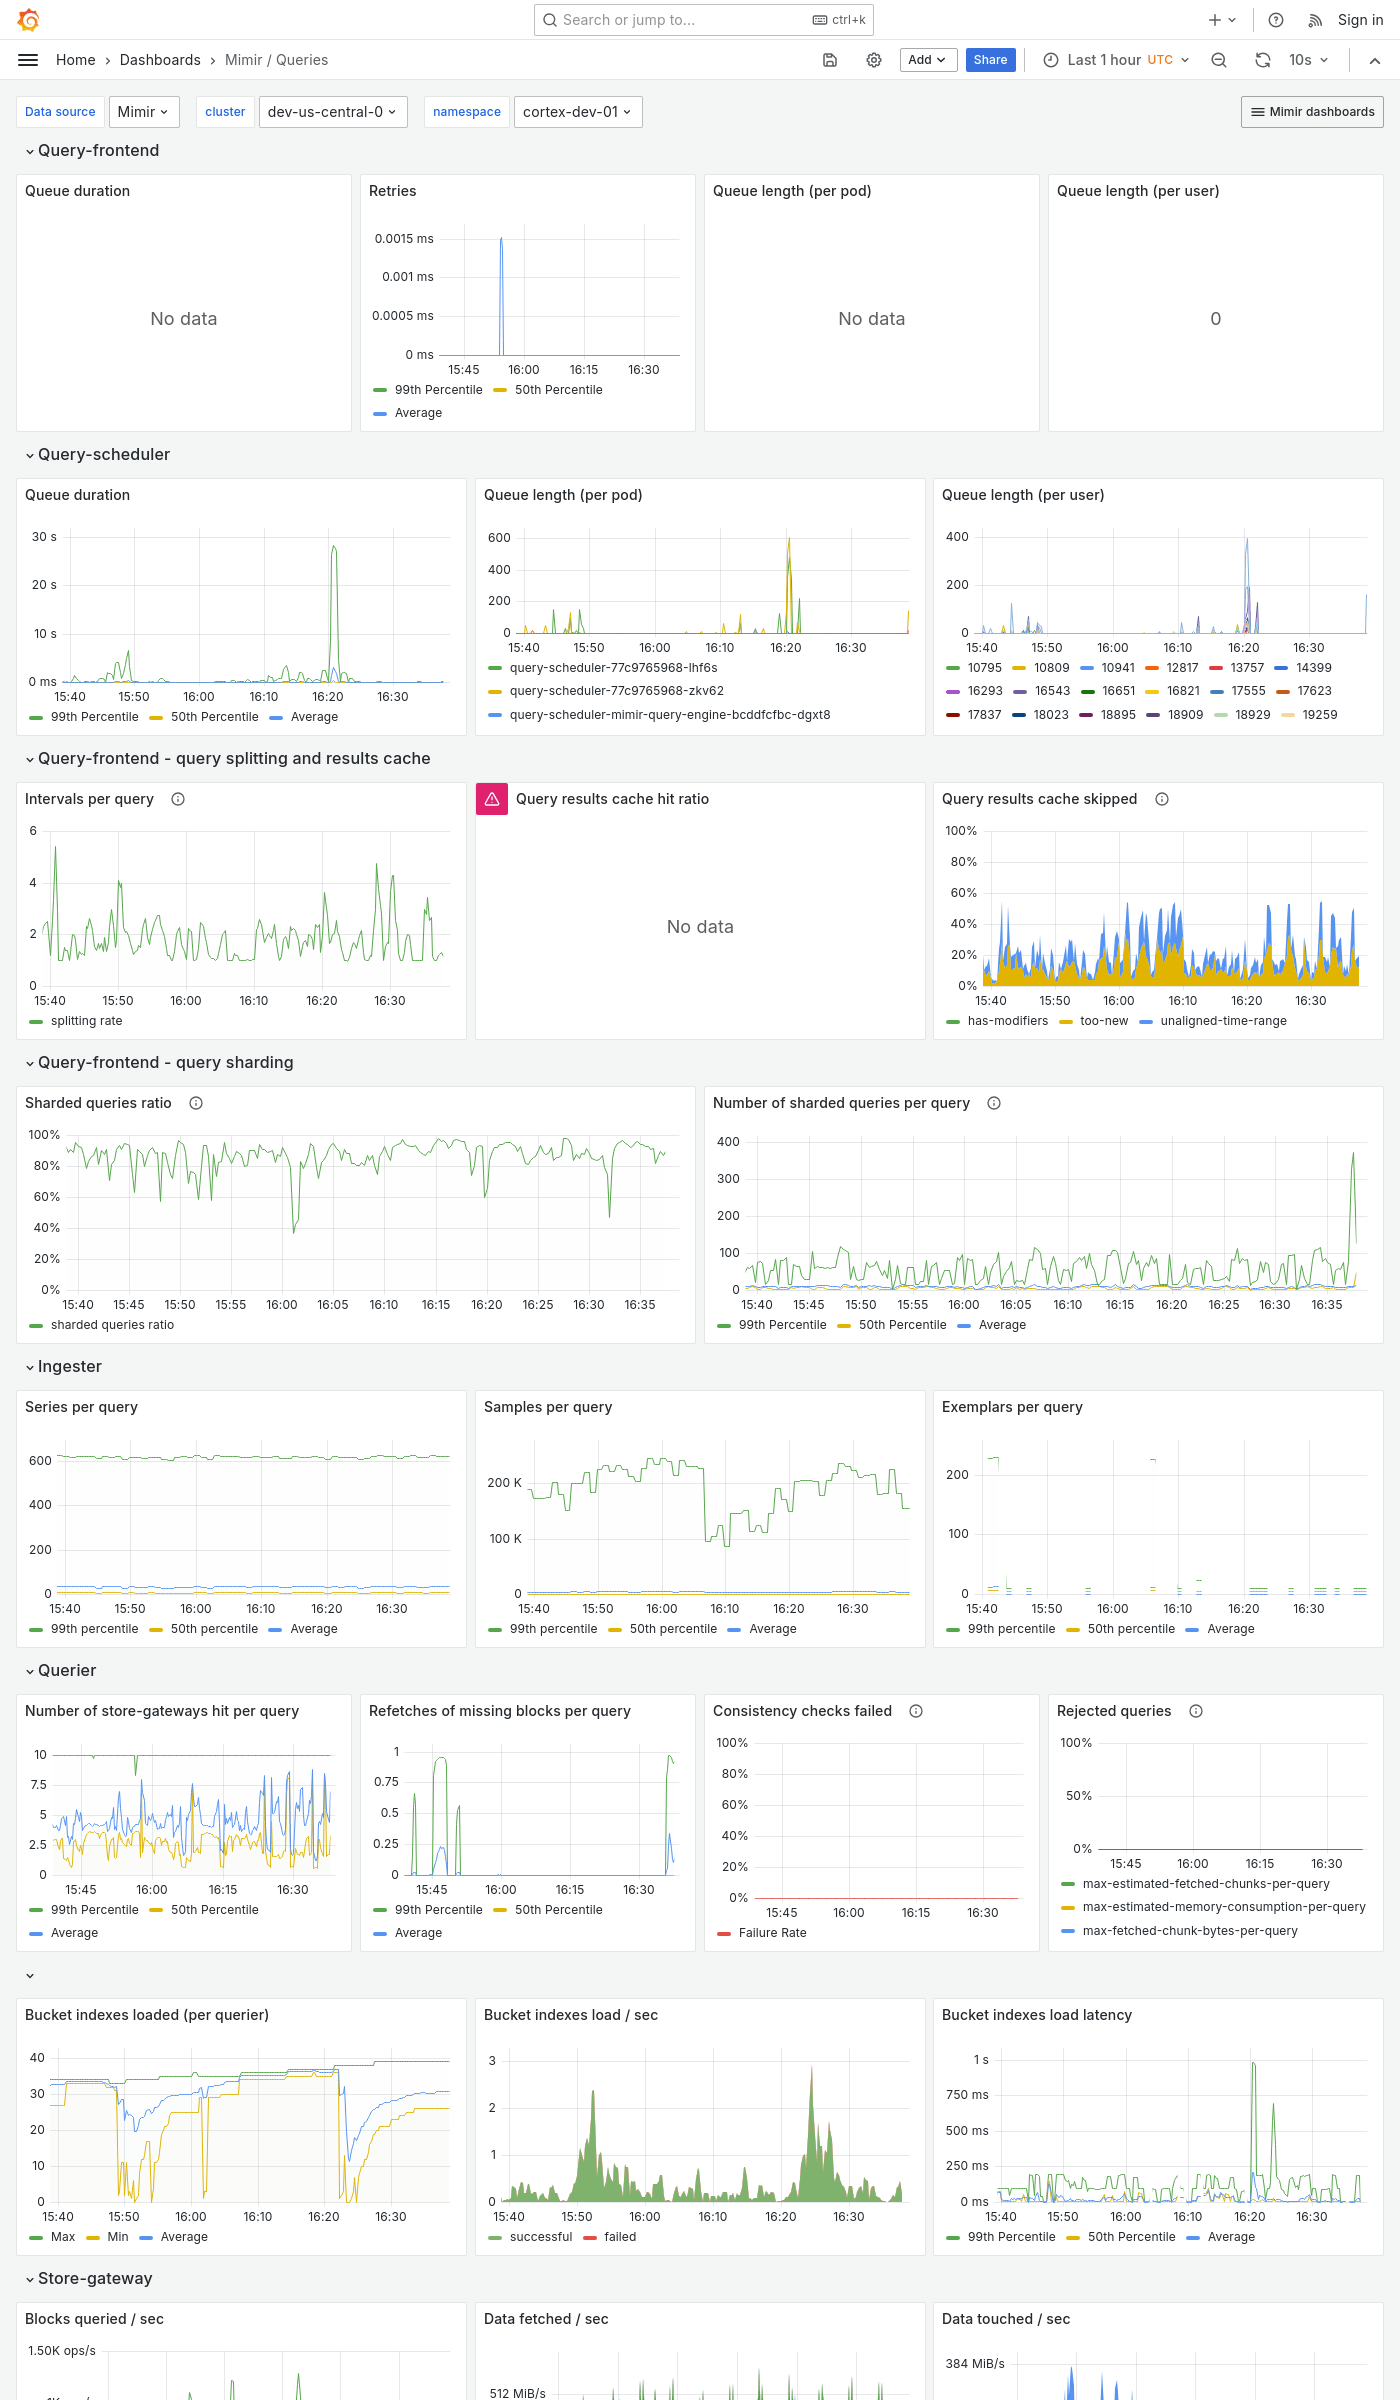 Search or jump to...
ctrl+k
Sign in
Home > Dashboards > Mimir / Queries
Add
Share
Last 1 hour UTC
10s
Data source
Mimir
cluster
dev-us-central-0
namespace
cortex-dev-01
Mimir dashboards
Query-frontend
Queue duration
No data
Retries
0.0015 ms
0.001 ms
0.0005 ms
0 ms
15:45 16:00 16:15 16:30
99th Percentile 50th Percentile
Average
Queue length (per pod)
No data
Queue length (per user)
0
Query-scheduler
Queue duration
30 s
20 s
10 s
0 ms
15:40 15:50 16:00 16:10 16:20 16:30
99th Percentile 50th Percentile Average
Queue length (per pod)
600
400
200
0
15:40 15:50 16:00 16:10 16:20 16:30
query-scheduler-77c9765968-lhf6s
query-scheduler-77c9765968-zkv62
query-scheduler-mimir-query-engine-bcddfcfbc-dgxt8
Queue length (per user)
400
200
0
15:40 15:50 16:00 16:10 16:20 16:30
10795 10809 10941 12817 13757 14399
16293 16543 16651 16821 17555 17623
17837 18023 18895 18909 18929 19259
Query-frontend - query splitting and results cache
Intervals per query
6
4
2
0
15:40 15:50 16:00 16:10 16:20 16:30
splitting rate
Query results cache hit ratio
No data
Query results cache skipped
100%
80%
60%
40%
20%
0%
15:40 15:50 16:00 16:10 16:20 16:30
has-modifiers too-new unaligned-time-range
Query-frontend - query sharding
Sharded queries ratio
100%
80%
60%
40%
20%
0%
15:40 15:45 15:50 15:55 16:00 16:05 16:10 16:15 16:20 16:25 16:30 16:35
sharded queries ratio
Number of sharded queries per query
400
300
200
100
0
15:40 15:45 15:50 15:55 16:00 16:05 16:10 16:15 16:20 16:25 16:30 16:35
99th Percentile 50th Percentile Average
Ingester
Series per query
600
400
200
0
15:40 15:50 16:00 16:10 16:20 16:30
99th percentile 50th percentile Average
Samples per query
200 K
100 K
0
15:40 15:50 16:00 16:10 16:20 16:30
99th percentile 50th percentile Average
Exemplars per query
200
100
0
15:40 15:50 16:00 16:10 16:20 16:30
99th percentile 50th percentile Average
Querier
Number of store-gateways hit per query
10
7.5
5
2.5
0
15:45 16:00 16:15 16:30
99th Percentile 50th Percentile
Average
Refetches of missing blocks per query
1
0.75
0.5
0.25
0
15:45 16:00 16:15 16:30
99th Percentile 50th Percentile
Average
Consistency checks failed
100%
80%
60%
40%
20%
0%
15:45 16:00 16:15 16:30
Failure Rate
Rejected queries
100%
50%
0%
15:45 16:00 16:15 16:30
max-estimated-fetched-chunks-per-query
max-estimated-memory-consumption-per-query
max-fetched-chunk-bytes-per-query
Bucket indexes loaded (per querier)
40
30
20
10
0
15:40 15:50 16:00 16:10 16:20 16:30
Max Min Average
Bucket indexes load / sec
3
2
1
0
15:40 15:50 16:00 16:10 16:20 16:30
successful failed
Bucket indexes load latency
1 s
750 ms
500 ms
250 ms
0 ms
15:40 15:50 16:00 16:10 16:20 16:30
99th Percentile 50th Percentile Average
Store-gateway
Blocks queried / sec
1.50K ops/s
Data fetched / sec
512 MiB/s
Data touched / sec
384 MiB/s